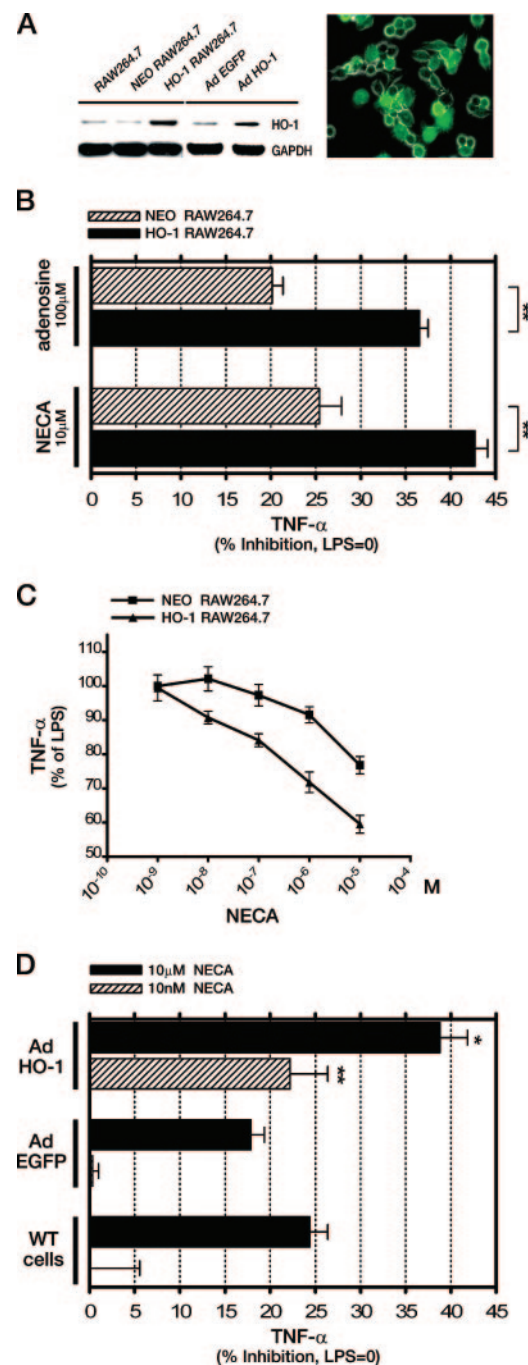 A
RAW264.7
NEO RAW264.7
HO-1 RAW264.7
Ad EGFP
Ad HO-1
HO-1
GAPDH
B
NEO RAW264.7
HO-1 RAW264.7
adenosine
100μM
**
NECA
10μM
**
0 5 10 15 20 25 30 35 40 45
TNF-α
(% Inhibition, LPS=0)
C
NEO RAW264.7
HO-1 RAW264.7
TNF-α
(% of LPS)
110
100
90
80
70
60
50
10⁻¹⁰ 10⁻⁹ 10⁻⁸ 10⁻⁷ 10⁻⁶ 10⁻⁵ 10⁻⁴ M
NECA
D
10μM NECA
10nM NECA
Ad
HO-1
*
**
Ad
EGFP
WT
cells
0 5 10 15 20 25 30 35 40 45
TNF-α
(% Inhibition, LPS=0)